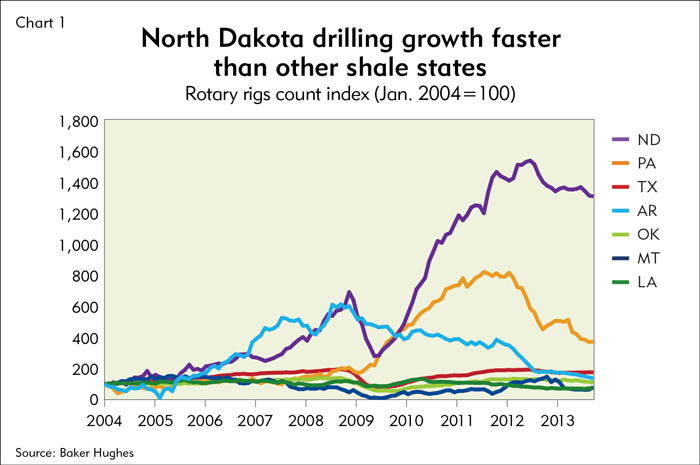 Chart 1
North Dakota drilling growth faster
than other shale states
Rotary rigs count index (Jan. 2004=100)
1,800
1,600
1,400
1,200
1,000
800
600
400
200
0
2004 2005 2006 2007 2008 2009 2010 2011 2012 2013
ND
PA
TX
AR
OK
MT
LA
Source: Baker Hughes